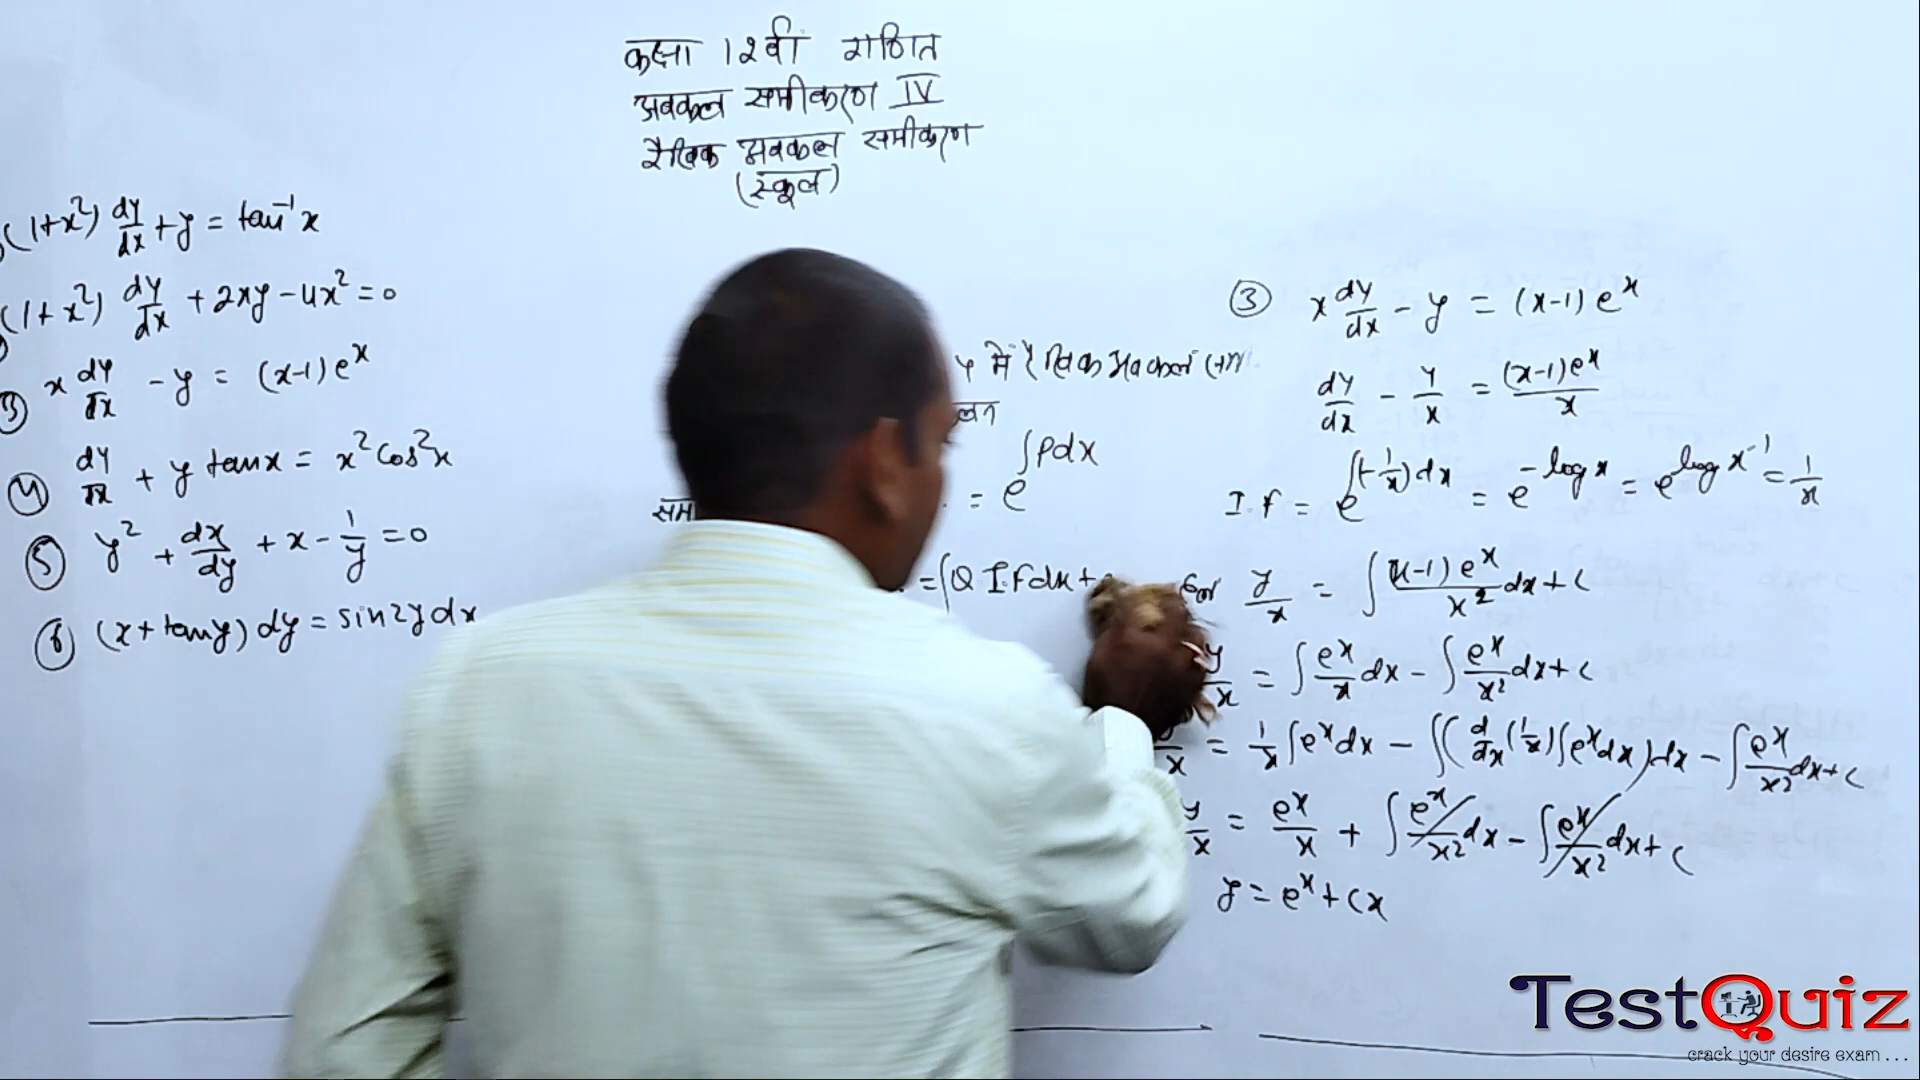 कक्षा 12वीं गणित
अवकल समीकरण IV
रैखिक अवकल समीकरण
(स्कूल)
(1+x²) dy/dx + y = tan⁻¹ x
(1+x²) dy/dx + 2xy - 4x² = 0
③ x dy/dx - y = (x-1) eˣ
④ dy/dx + y tanx = x² Cos²x
⑤ y² + dx/dy + x - 1/y = 0
⑥ (x + tany) dy = sin2y dx
में रैखिक अवकल
= e^∫Pdx
= ∫Q I.F dx +
③ x dy/dx - y = (x-1) eˣ
dy/dx - y/x = (x-1)eˣ/x
I.f = e^∫(-1/x)dx = e^-log x = e^log x⁻¹ = 1/x
y/x = ∫ (x-1) eˣ/x² dx + c
y/x = ∫ eˣ/x dx - ∫ eˣ/x² dx + c
y/x = 1/x ∫eˣdx - ∫(d/dx (1/x) ∫eˣdx) dx - ∫ eˣ/x² dx + c
y/x = eˣ/x + ∫ eˣ/x² dx - ∫ eˣ/x² dx + c
y = eˣ + cx
TestQuiz
crack your desire exam . . .